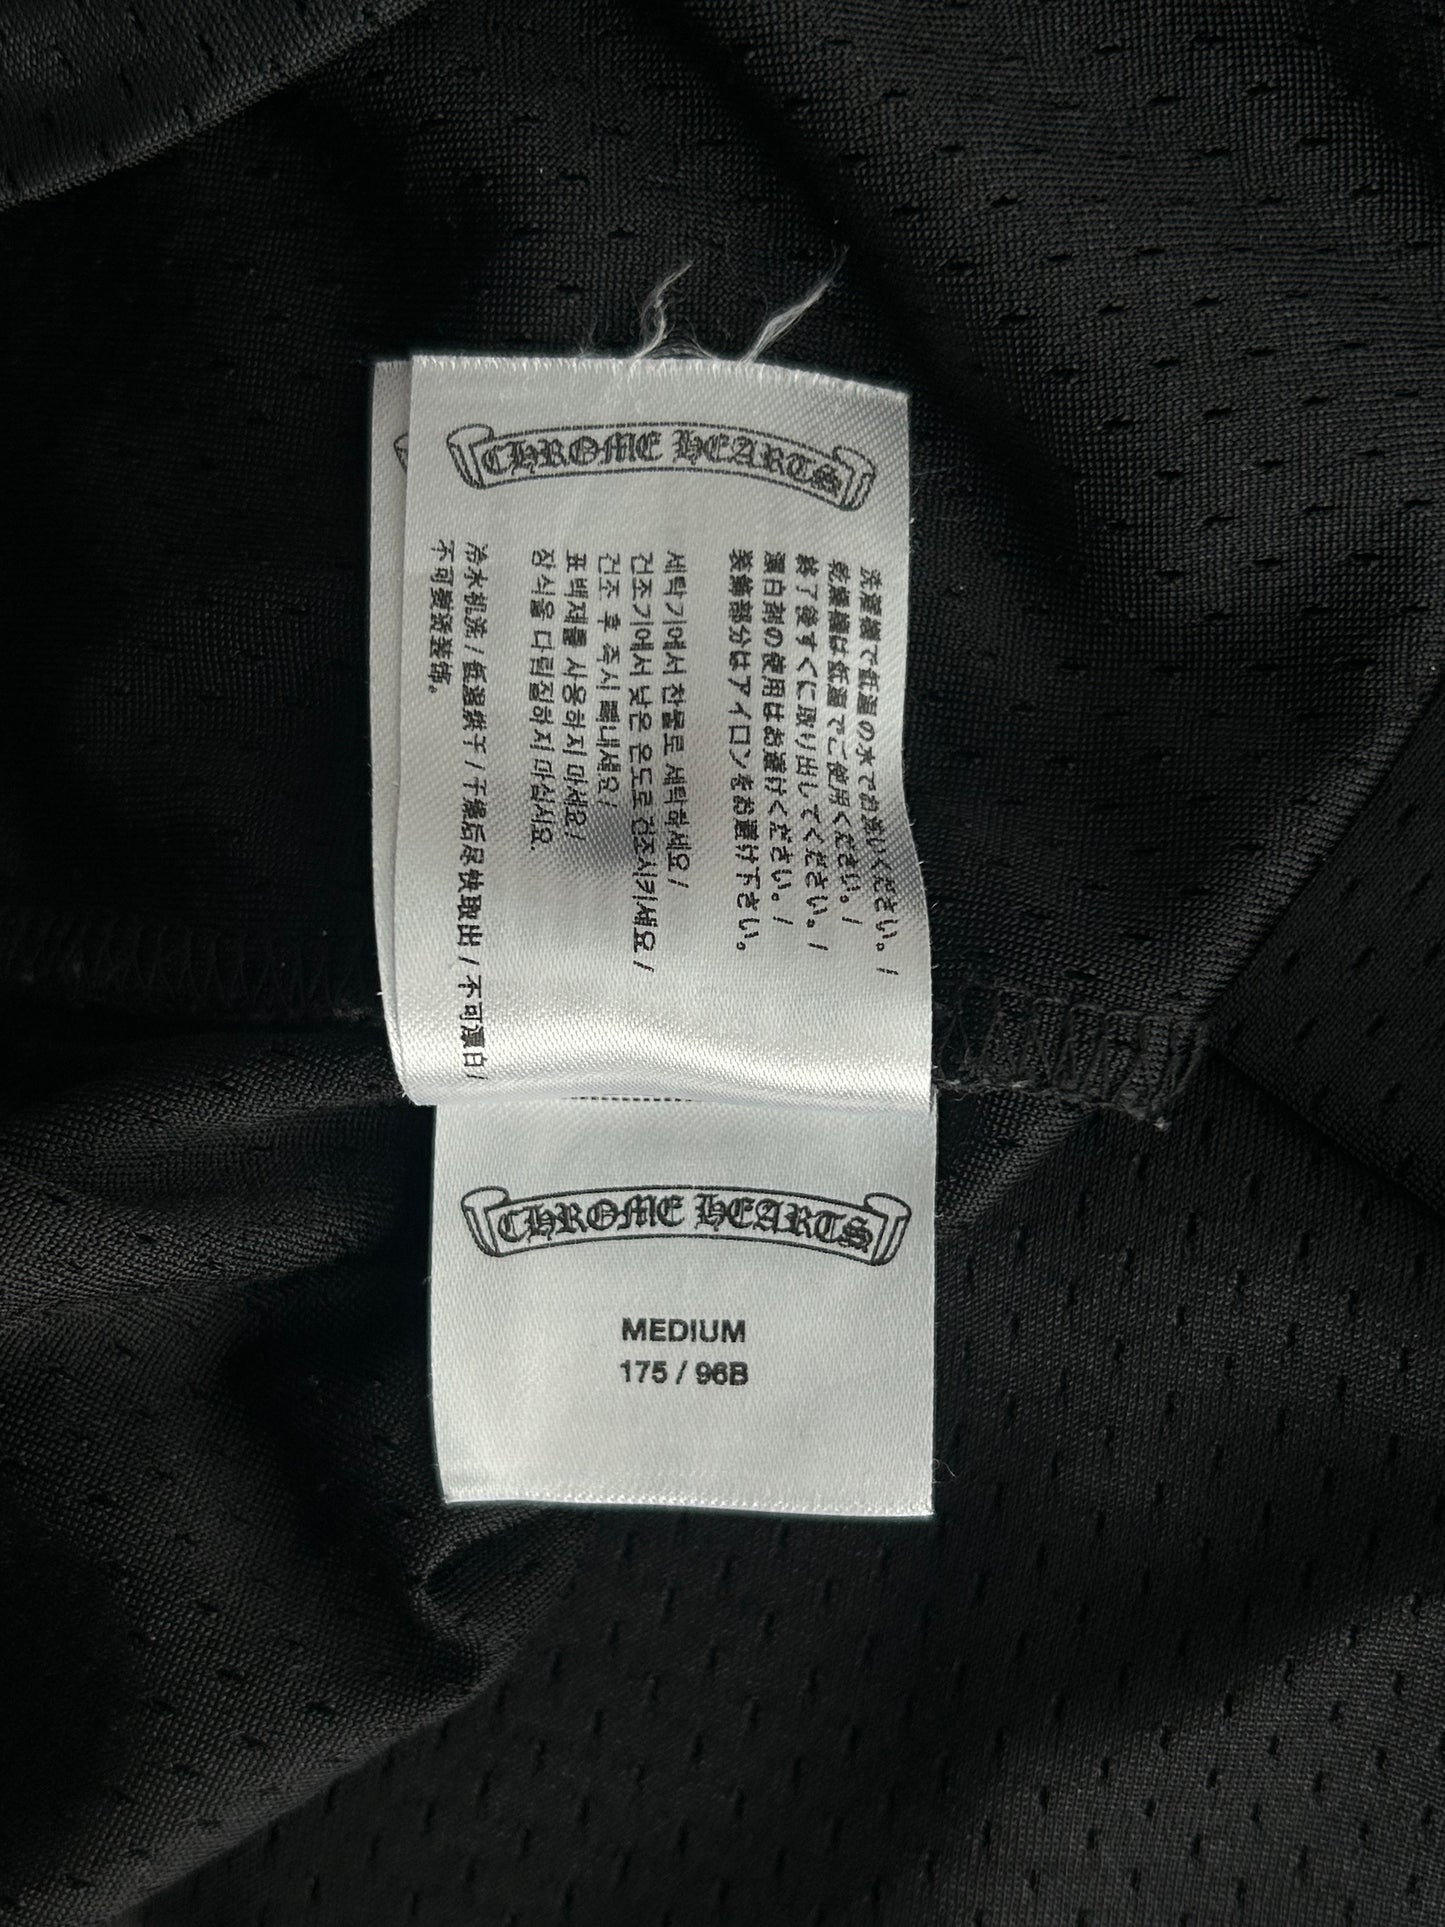 CHROME HEARTS
洗濯機で低温の水でお洗いください。/
乾燥機は低温でご使用ください。/
終了後すぐに取り出してください。/
漂白剤の使用はお避けください。/
装飾部分はアイロンをお避け下さい。
세탁기에서 찬물로 세탁하세요/
건조기에서 낮은 온도로 건조시키세요/
건조 후 즉시 빼내세요/
표백제를 사용하지 마세요/
장식을 다림질하지 마십시오.
冷水机洗/低温烘干/干燥后尽快取出/不可漂白/
不可熨烫装饰。
CHROME HEARTS
MEDIUM
175 / 96B